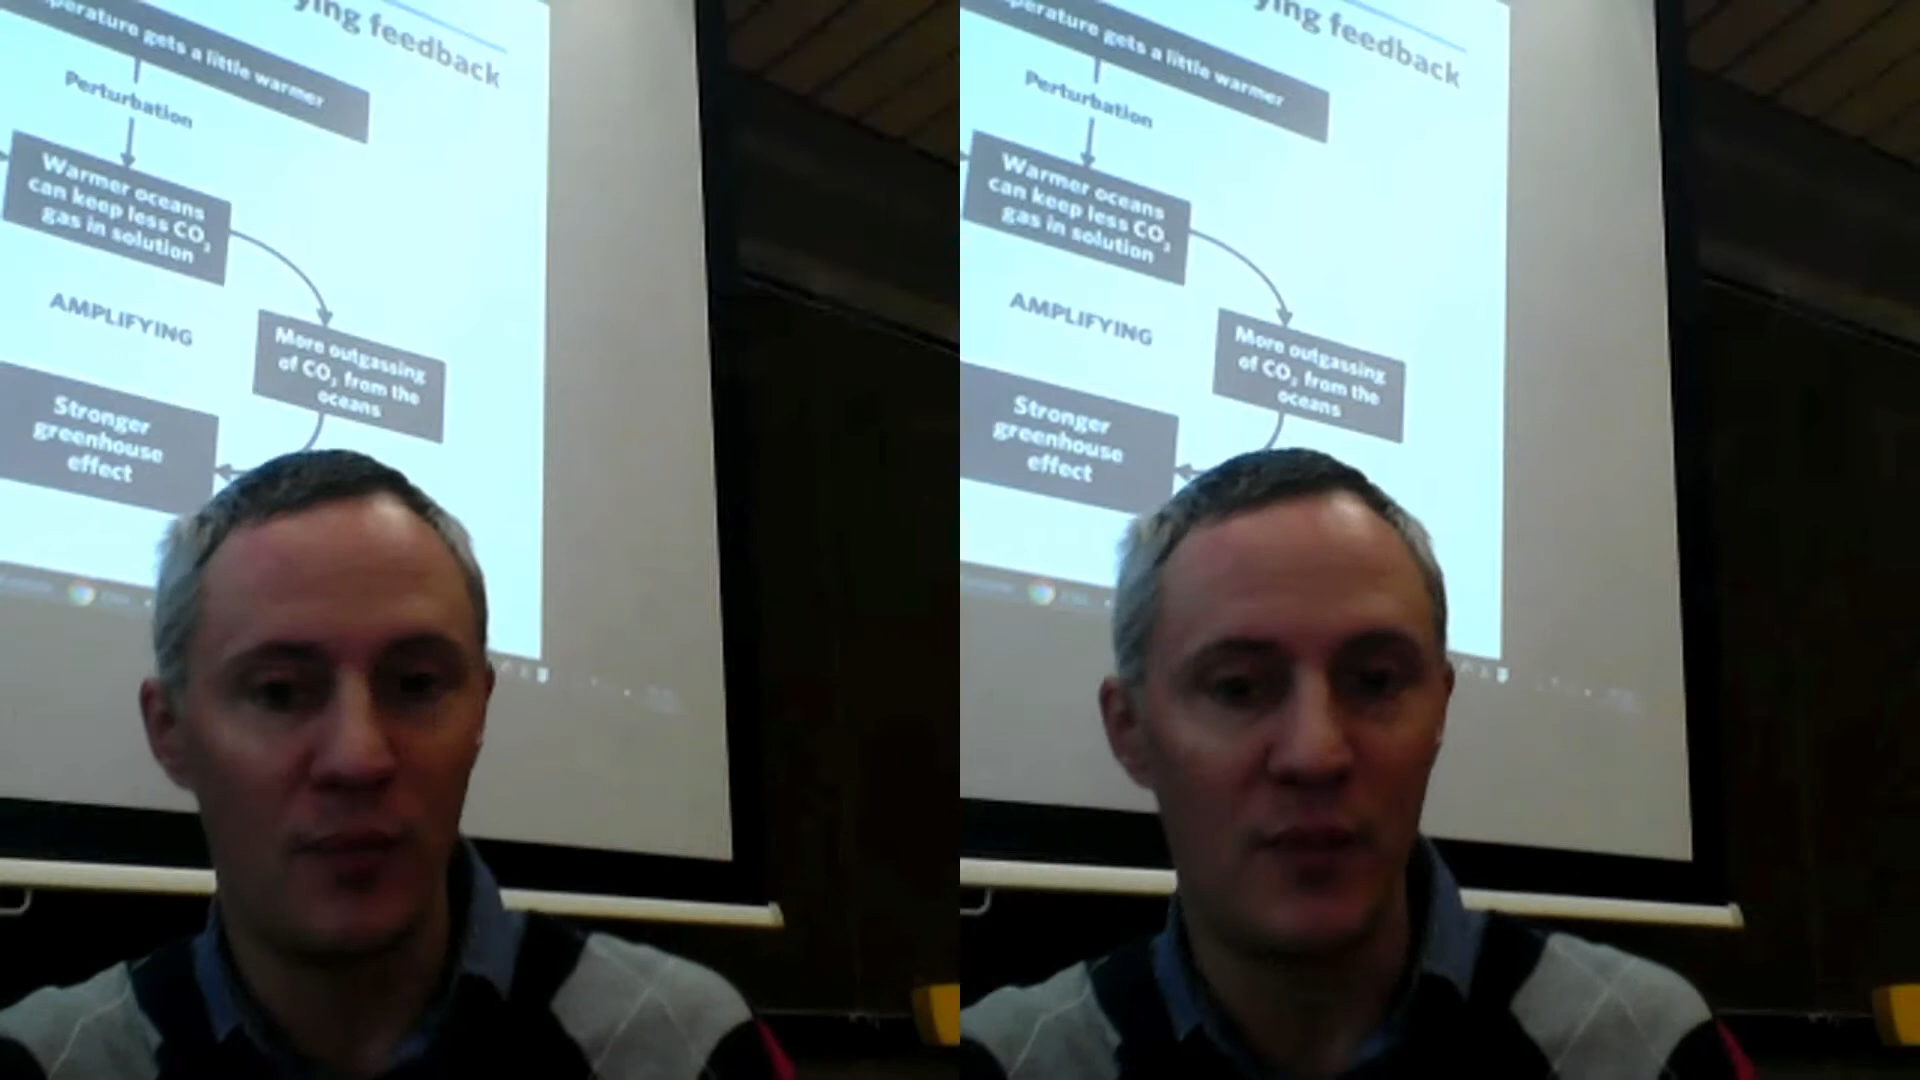 ying feedback
perature gets a little warmer
Perturbation
Warmer oceans
can keep less CO₂
gas in solution
AMPLIFYING
More outgassing
of CO₂ from the
oceans
Stronger
greenhouse
effect
ying feedback
perature gets a little warmer
Perturbation
Warmer oceans
can keep less CO₂
gas in solution
AMPLIFYING
More outgassing
of CO₂ from the
oceans
Stronger
greenhouse
effect